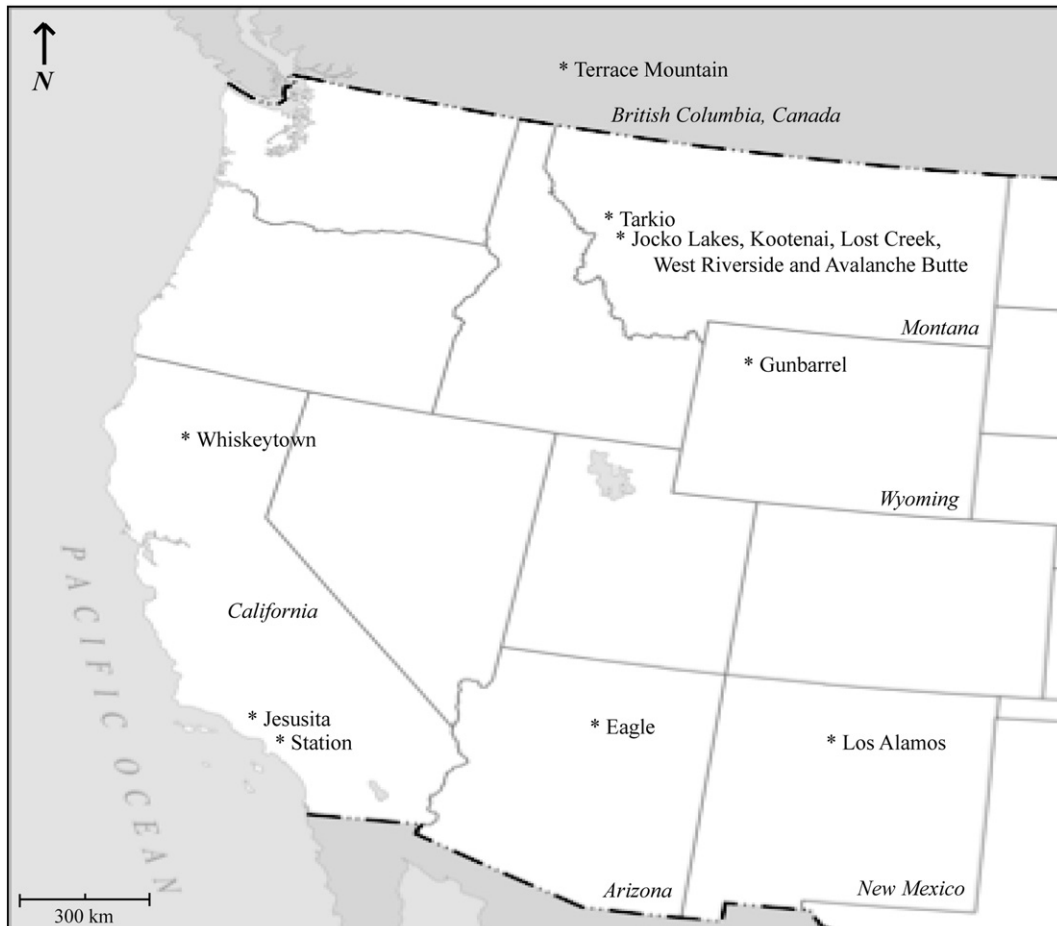 N
* Terrace Mountain
British Columbia, Canada
* Tarkio
* Jocko Lakes, Kootenai, Lost Creek,
West Riverside and Avalanche Butte
Montana
* Gunbarrel
* Whiskeytown
Wyoming
PACIFIC OCEAN
California
* Jesusita
* Station
* Eagle
* Los Alamos
Arizona
New Mexico
300 km